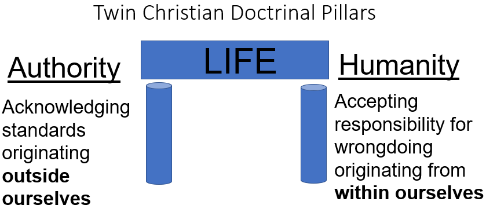 Twin Christian Doctrinal Pillars
LIFE
Authority
Acknowledging
standards
originating
outside
ourselves
Humanity
Accepting
responsibility for
wrongdoing
originating from
within ourselves